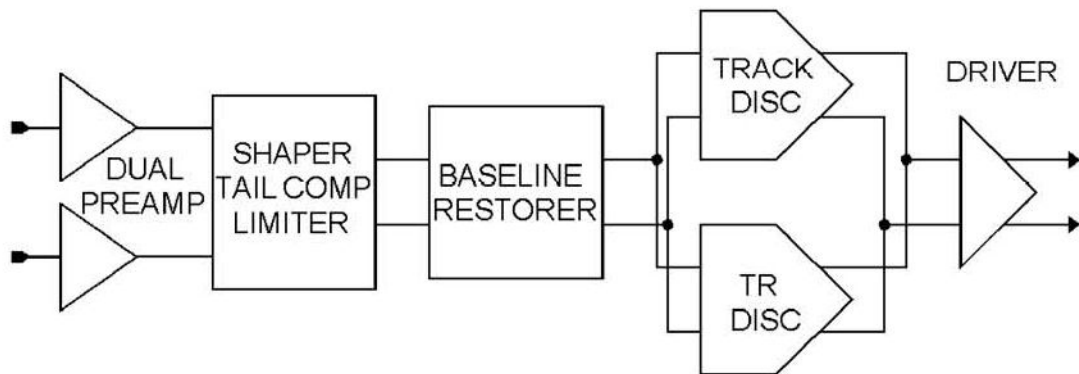 DUAL
PREAMP
SHAPER
TAIL COMP
LIMITER
BASELINE
RESTORER
TRACK
DISC
TR
DISC
DRIVER